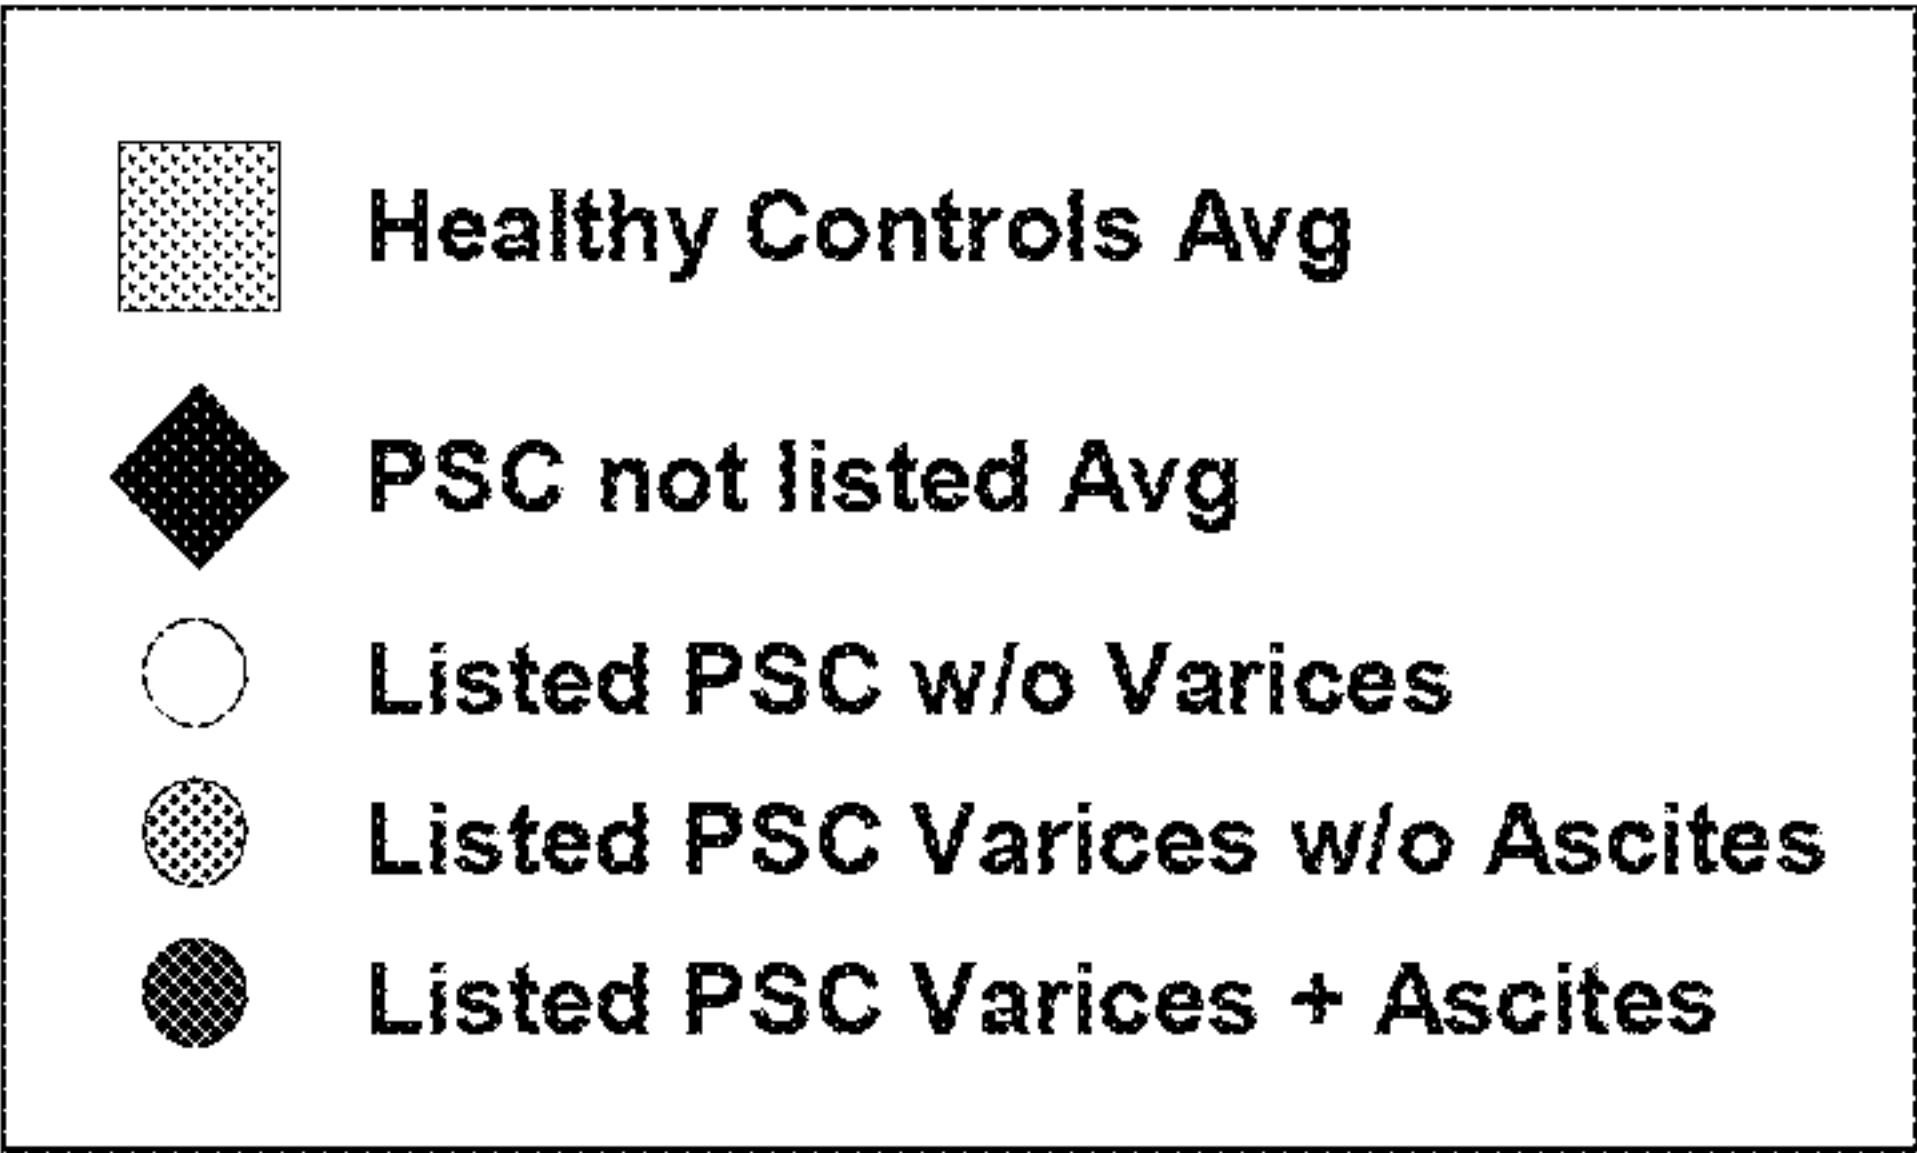 Healthy Controls Avg
PSC not listed Avg
Listed PSC w/o Varices
Listed PSC Varices w/o Ascites
Listed PSC Varices + Ascites